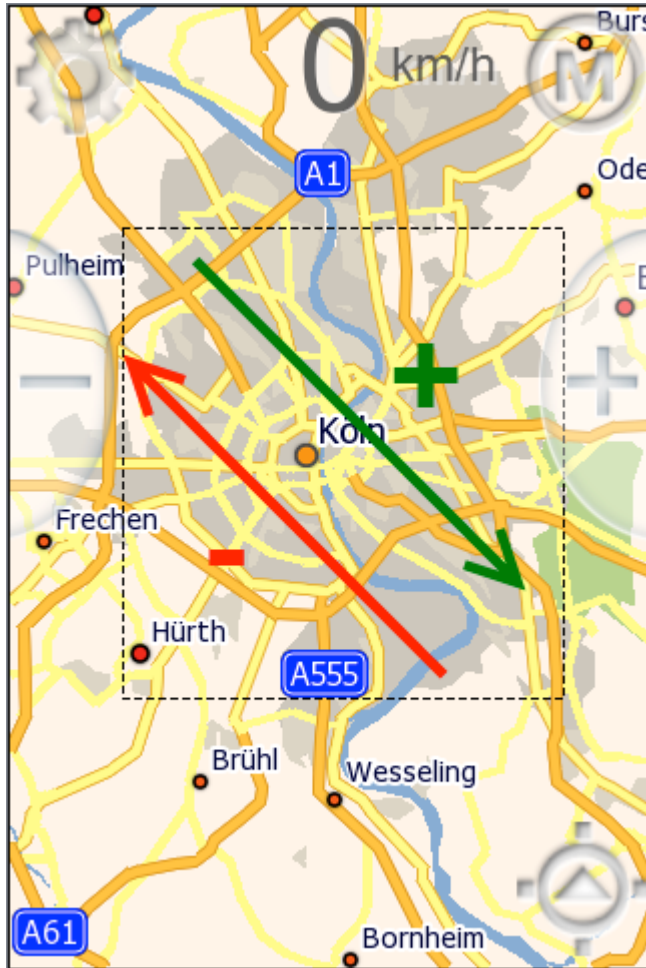 Burs
0 km/h
M
A1
Ode
Pulheim
B
Köln
Frechen
Hürth
A555
Brühl
Wesseling
A61
Bornheim